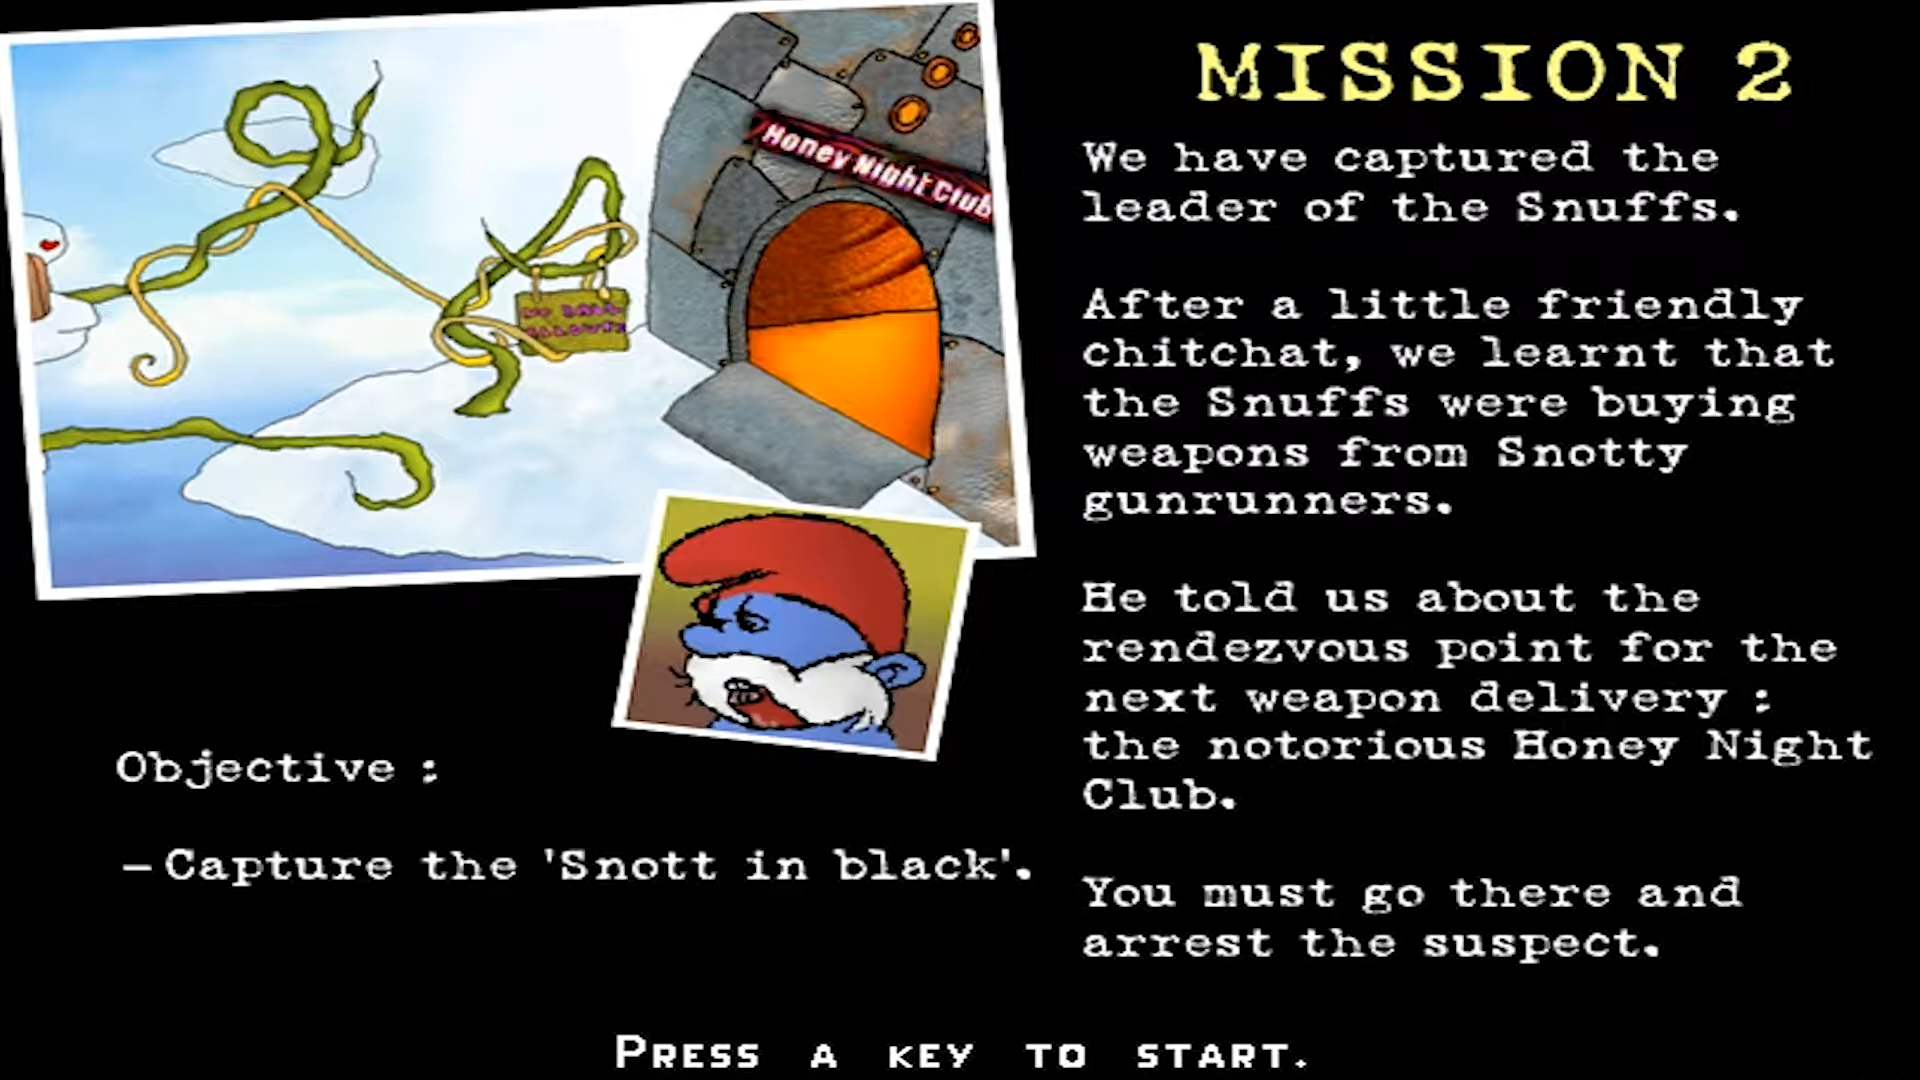 MISSION 2
We have captured the
leader of the Snuffs.
After a little friendly
chitchat, we learnt that
the Snuffs were buying
weapons from Snotty
gunrunners.
He told us about the
rendezvous point for the
next weapon delivery :
the notorious Honey Night
Club.
You must go there and
arrest the suspect.
Honey Night Club
Objective :
-Capture the 'Snott in black'.
PRESS A KEY TO START.